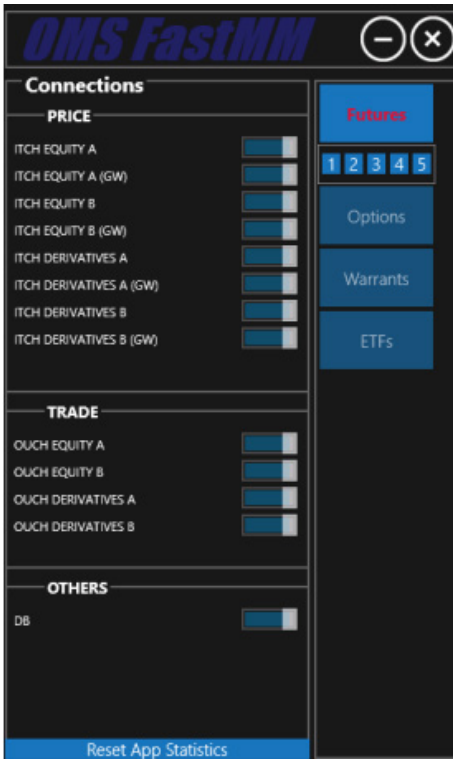 OMS FastMM
Connections
PRICE
ITCH EQUITY A
ITCH EQUITY A (GW)
ITCH EQUITY B
ITCH EQUITY B (GW)
ITCH DERIVATIVES A
ITCH DERIVATIVES A (GW)
ITCH DERIVATIVES B
ITCH DERIVATIVES B (GW)
TRADE
OUCH EQUITY A
OUCH EQUITY B
OUCH DERIVATIVES A
OUCH DERIVATIVES B
OTHERS
DB
Reset App Statistics
Futures
1 2 3 4 5
Options
Warrants
ETFs